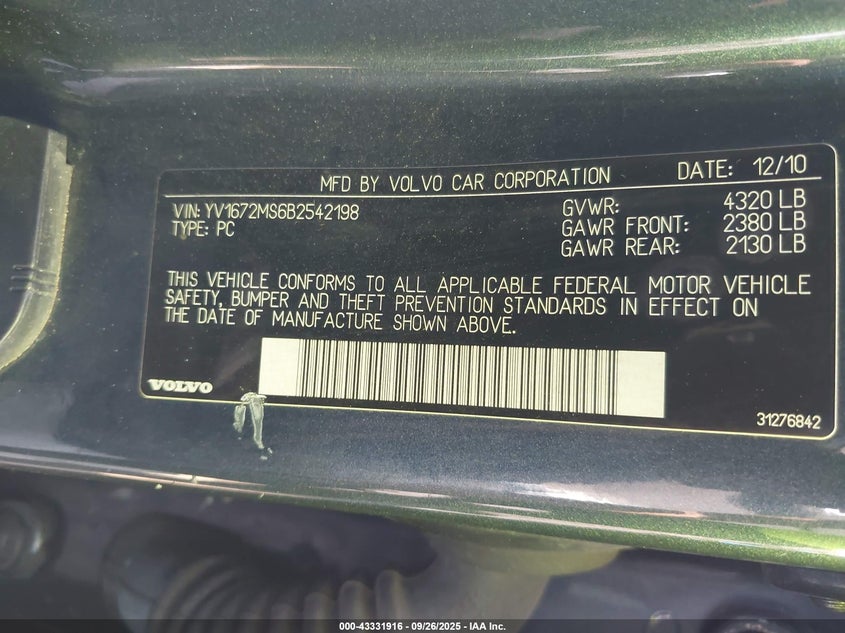 MFD BY VOLVO CAR CORPORATION DATE: 12/10
VIN: YV1672MS6B2542198 GVWR: 4320 LB
TYPE: PC GAWR FRONT: 2380 LB
GAWR REAR: 2130 LB
THIS VEHICLE CONFORMS TO ALL APPLICABLE FEDERAL MOTOR VEHICLE
SAFETY, BUMPER AND THEFT PREVENTION STANDARDS IN EFFECT ON
THE DATE OF MANUFACTURE SHOWN ABOVE.
VOLVO
31276842
000-43331916 - 09/26/2025 - IAA Inc.